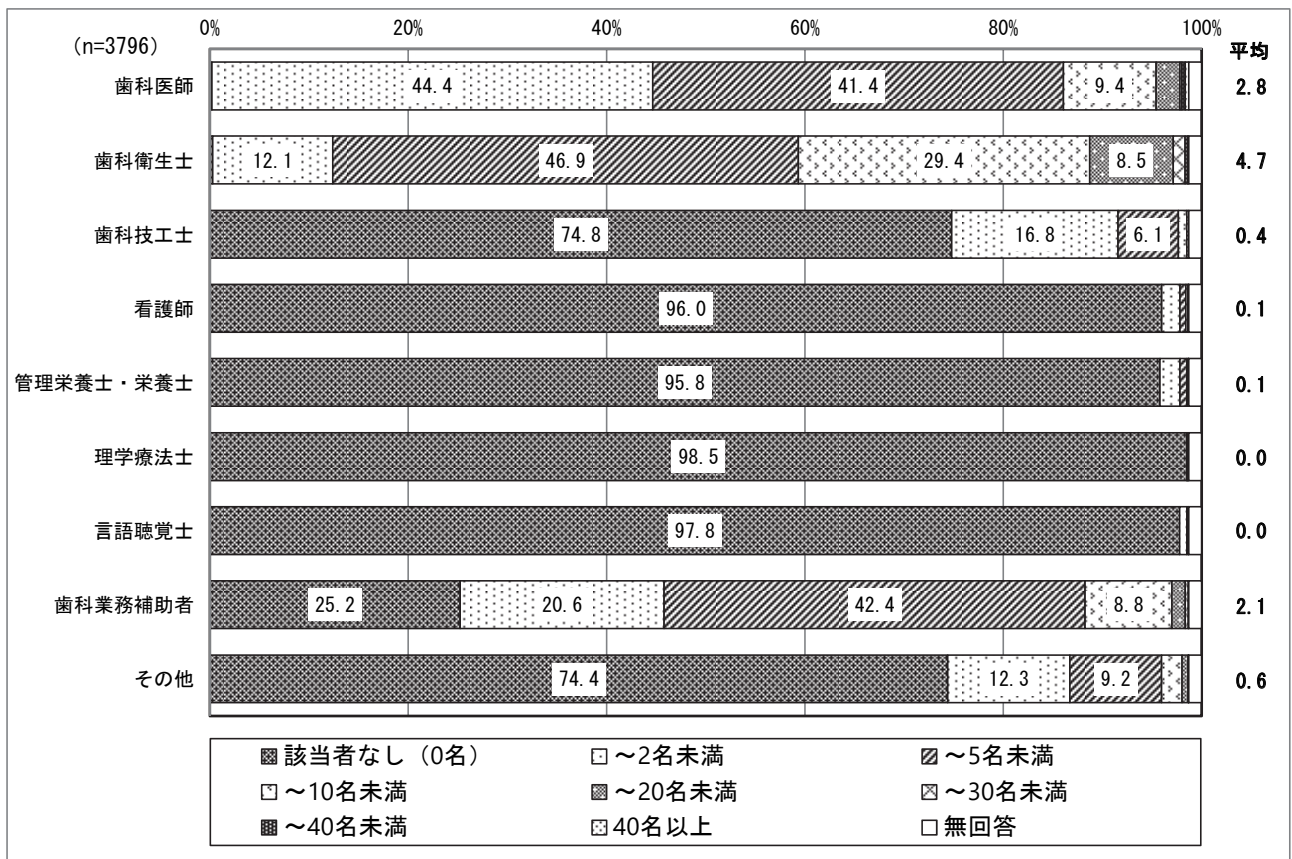 0% 20% 40% 60% 80% 100%
(n=3796) 平均
歯科医師 44.4 41.4 9.4 2.8
歯科衛生士 12.1 46.9 29.4 8.5 4.7
歯科技工士 74.8 16.8 6.1 0.4
看護師 96.0 0.1
管理栄養士・栄養士 95.8 0.1
理学療法士 98.5 0.0
言語聴覚士 97.8 0.0
歯科業務補助者 25.2 20.6 42.4 8.8 2.1
その他 74.4 12.3 9.2 0.6
該当者なし（0名） ～2名未満 ～5名未満
～10名未満 ～20名未満 ～30名未満
～40名未満 40名以上 無回答